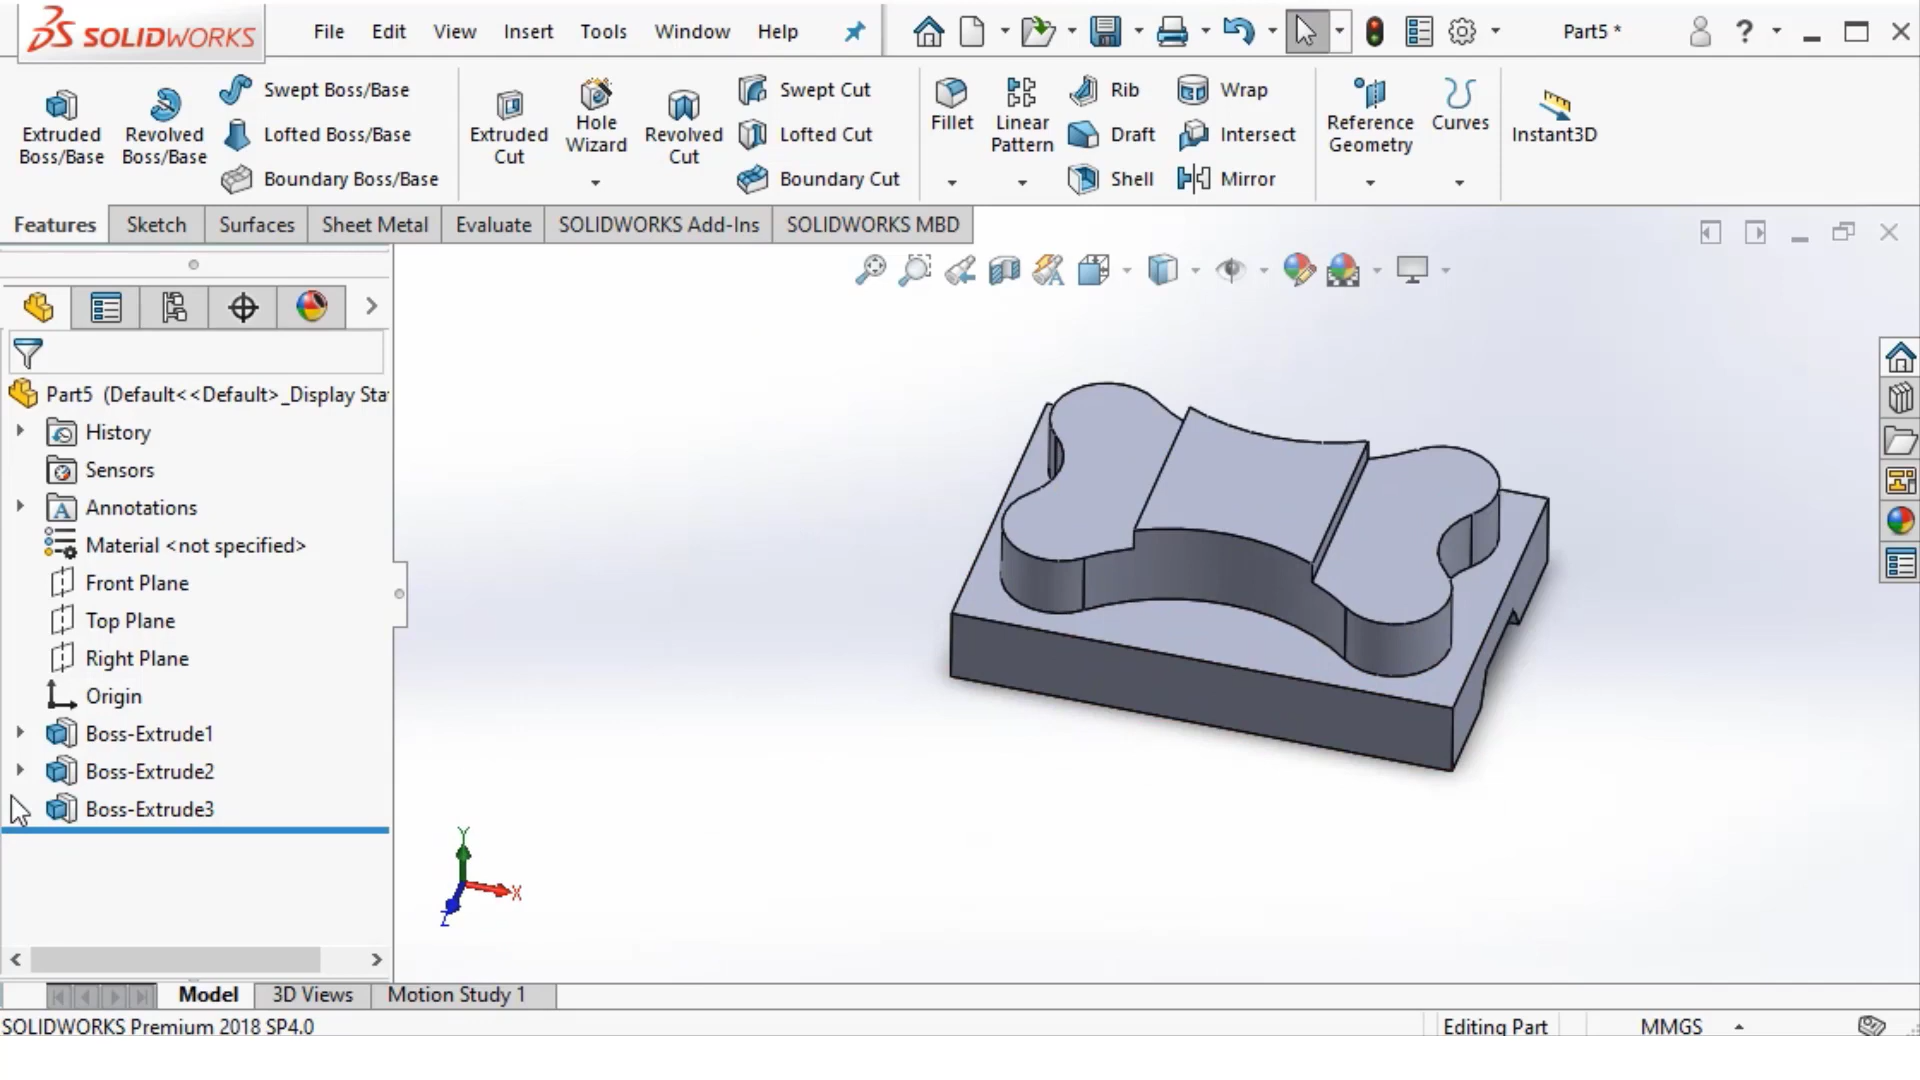 SOLIDWORKS File Edit View Insert Tools Window Help Part5 * ?
Extruded Boss/Base
Revolved Boss/Base
Swept Boss/Base
Lofted Boss/Base
Boundary Boss/Base
Extruded Cut
Hole Wizard
Revolved Cut
Swept Cut
Lofted Cut
Boundary Cut
Fillet
Linear Pattern
Rib
Draft
Shell
Wrap
Intersect
Mirror
Reference Geometry
Curves
Instant3D
Features Sketch Surfaces Sheet Metal Evaluate SOLIDWORKS Add-Ins SOLIDWORKS MBD
Part5 (Default<<Default>_Display Sta
History
Sensors
Annotations
Material <not specified>
Front Plane
Top Plane
Right Plane
Origin
Boss-Extrude1
Boss-Extrude2
Boss-Extrude3
Y
X
Z
Model 3D Views Motion Study 1
SOLIDWORKS Premium 2018 SP4.0 Editing Part MMGS